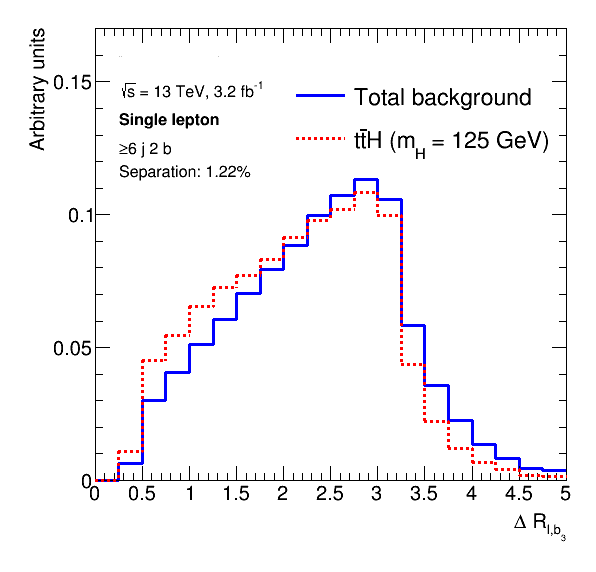 Arbitrary units
0.15
0.1
0.05
0
√s = 13 TeV, 3.2 fb⁻¹
Single lepton
≥6 j 2 b
Separation: 1.22%
Total background
tt̄H (m_H = 125 GeV)
0 0.5 1 1.5 2 2.5 3 3.5 4 4.5 5
Δ R_l,b₃